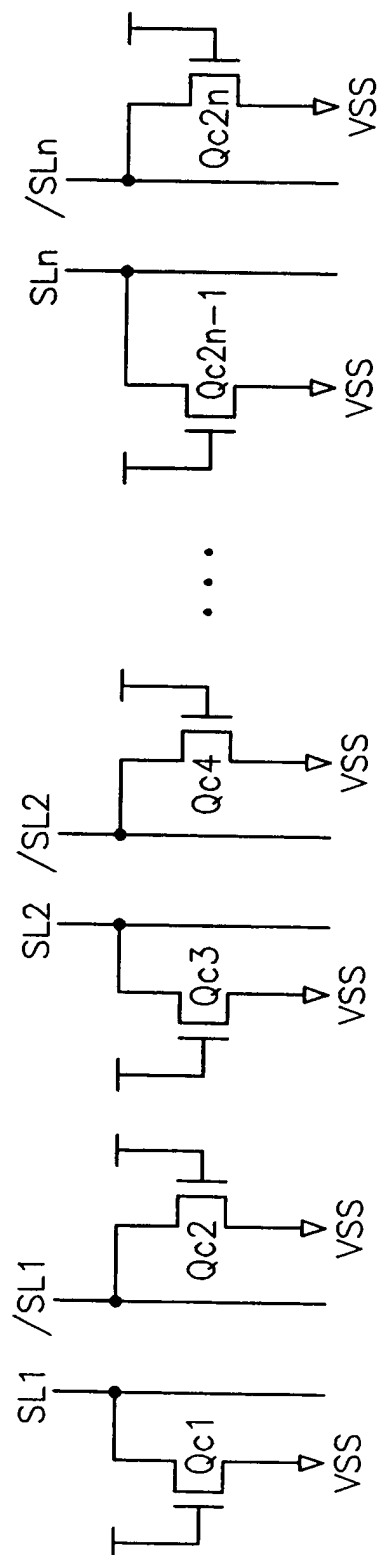 SL1 /SL1 SL2 /SL2 SLn /SLn
Qc1 Qc2 Qc3 Qc4 ... Qc2n-1 Qc2n
VSS VSS VSS VSS VSS VSS